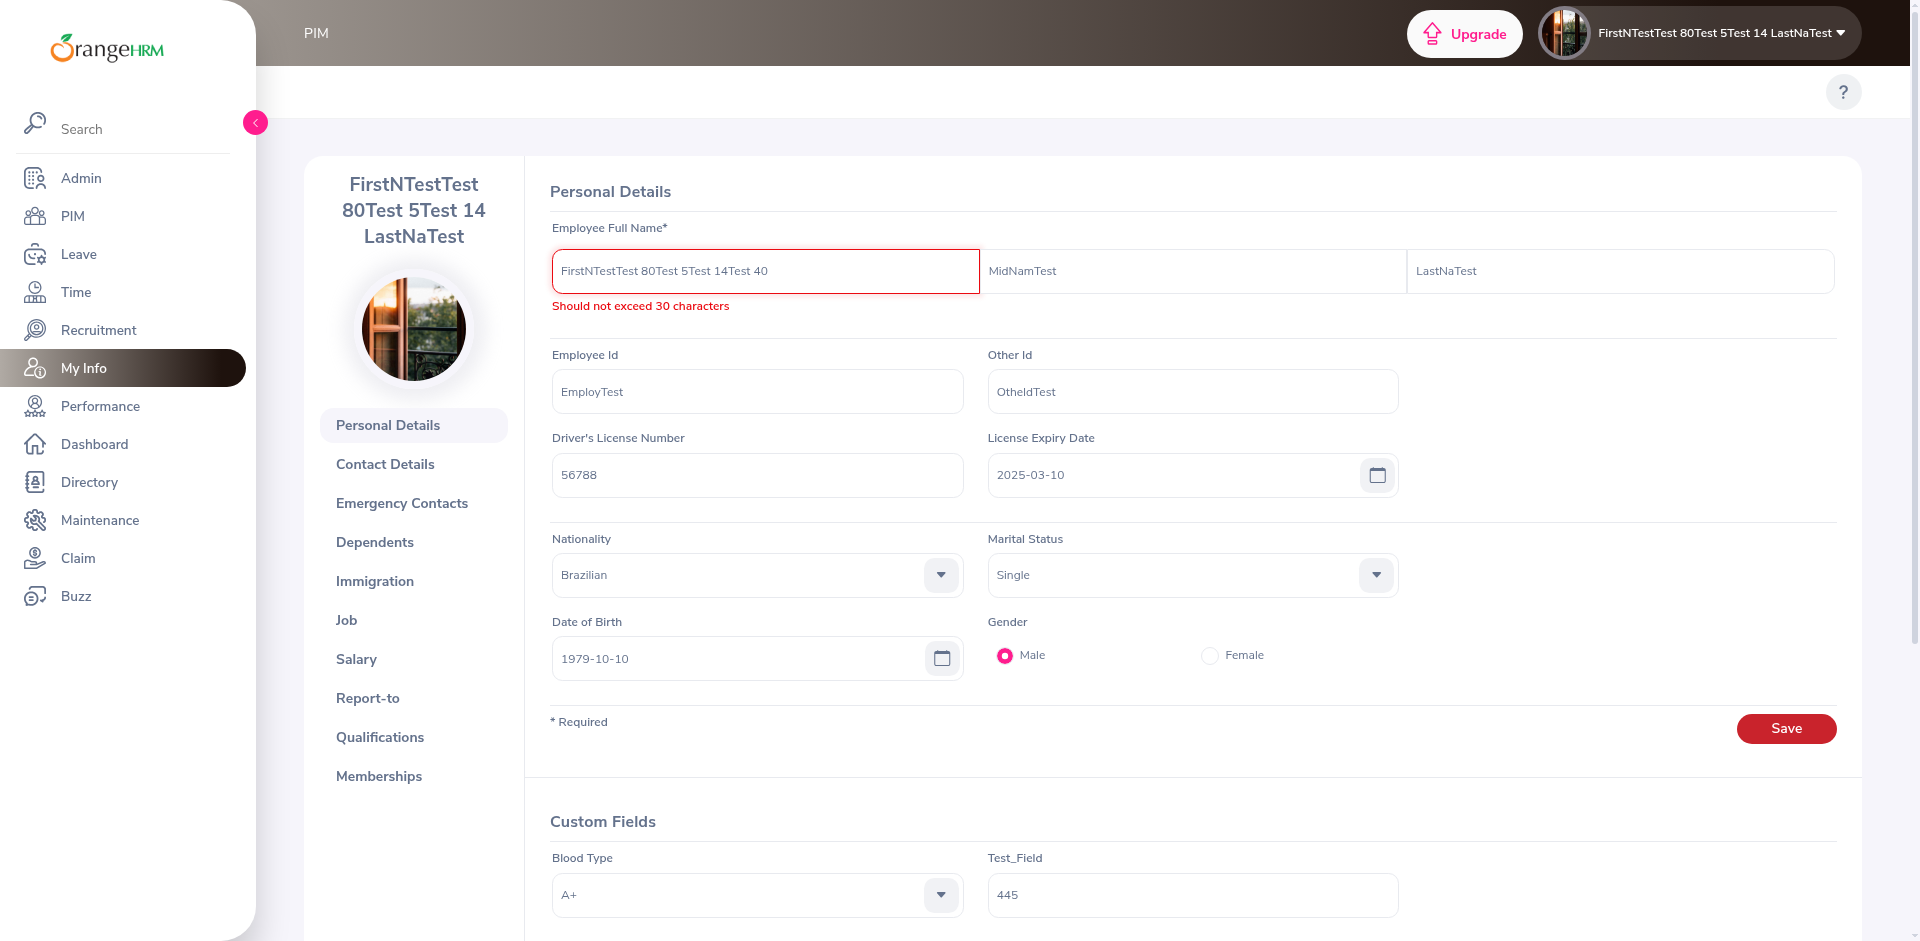 PIM
Upgrade
FirstNTestTest 80Test 5Test 14 LastNaTest
OrangeHRM
?
Search
Admin
PIM
Leave
Time
Recruitment
My Info
Performance
Dashboard
Directory
Maintenance
Claim
Buzz
FirstNTestTest
80Test 5Test 14
LastNaTest
Personal Details
Contact Details
Emergency Contacts
Dependents
Immigration
Job
Salary
Report-to
Qualifications
Memberships
Personal Details
Employee Full Name*
FirstNTestTest 80Test 5Test 14Test 40 MidNamTest LastNaTest
Should not exceed 30 characters
Employee Id Other Id
EmployTest OtheIdTest
Driver's License Number License Expiry Date
56788 2025-03-10
Nationality Marital Status
Brazilian Single
Date of Birth Gender
1979-10-10 Male Female
* Required Save
Custom Fields
Blood Type Test_Field
A+ 445